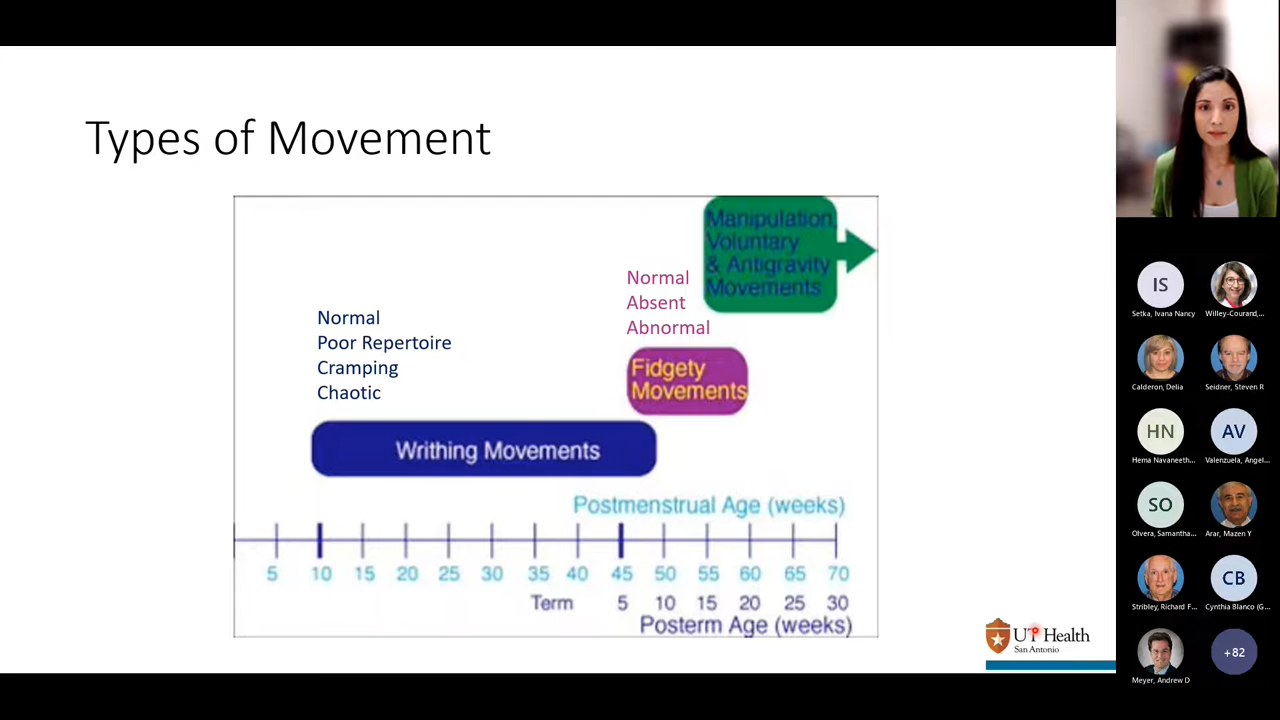 Types of Movement
Manipulation,
Voluntary
& Antigravity
Movements
Normal
Absent
Abnormal
Normal
Poor Repertoire
Cramping
Chaotic
Fidgety
Movements
Writhing Movements
Postmenstrual Age (weeks)
5 10 15 20 25 30 35 40 45 50 55 60 65 70
Term 5 10 15 20 25 30
Posterm Age (weeks)
UT Health
San Antonio
IS
Setka, Ivana Nancy
Willey-Courand,...
Calderon, Delia
Seidner, Steven R
HN
Hema Navaneeth...
AV
Valenzuela, Angel...
SO
Olvera, Samantha...
Arar, Mazen Y
Stribley, Richard F...
CB
Cynthia Blanco (G...
Meyer, Andrew D
+82